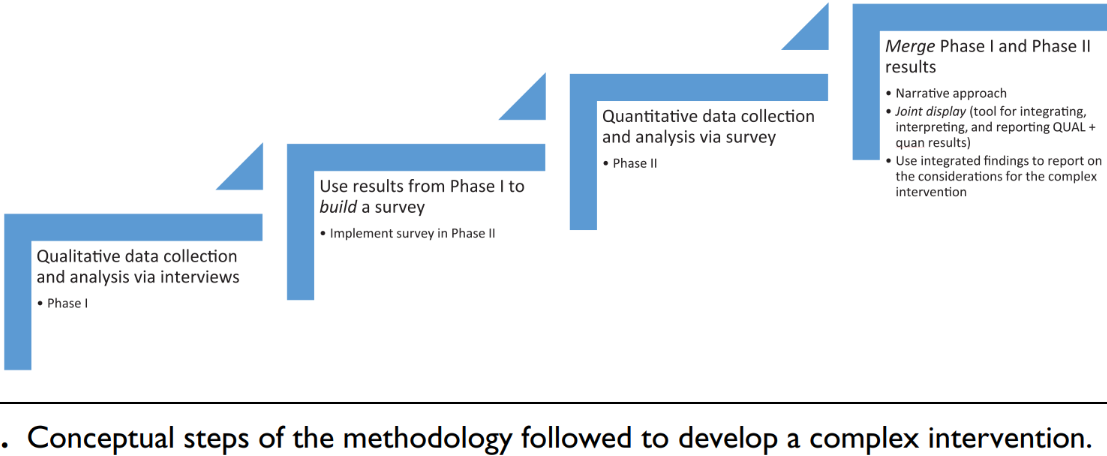 Qualitative data collection
and analysis via interviews
• Phase I
Use results from Phase I to
build a survey
• Implement survey in Phase II
Quantitative data collection
and analysis via survey
• Phase II
Merge Phase I and Phase II
results
• Narrative approach
• Joint display (tool for integrating,
interpreting, and reporting QUAL +
quan results)
• Use integrated findings to report on
the considerations for the complex
intervention
. Conceptual steps of the methodology followed to develop a complex intervention.